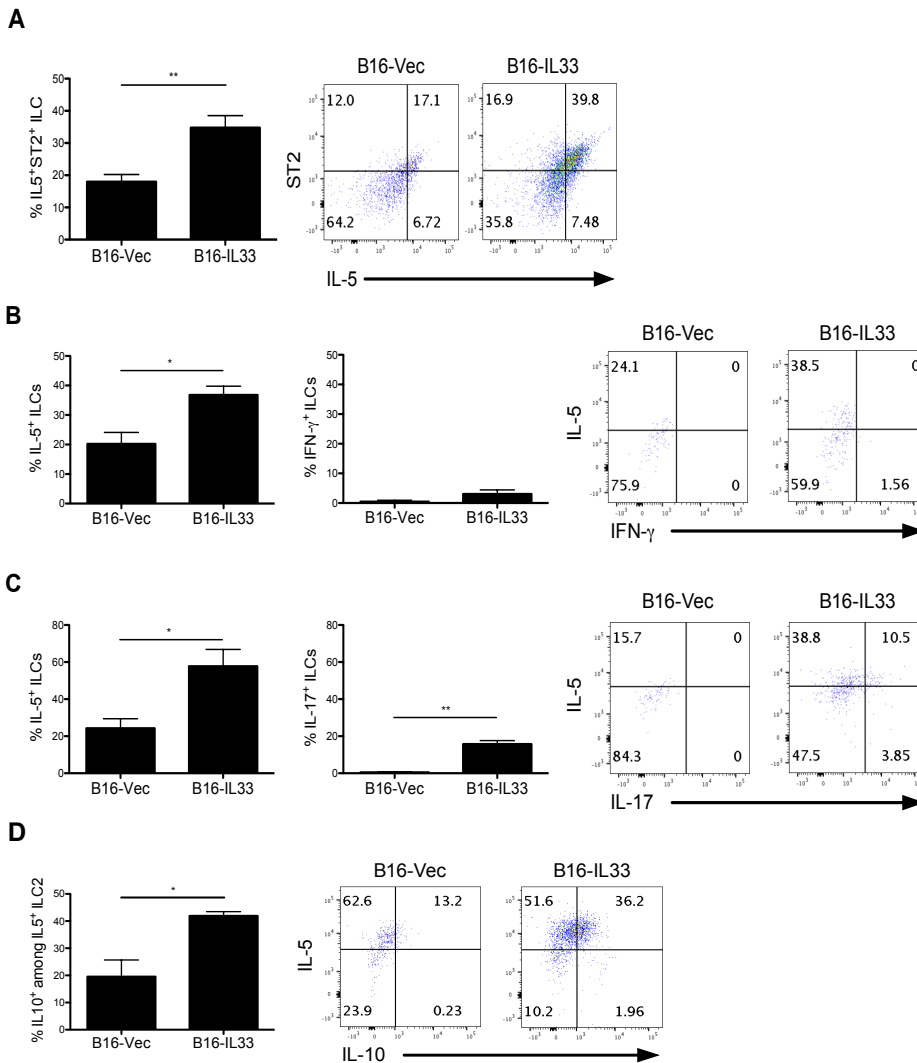 A
% IL5+ST2+ ILC
50
40
30
20
10
0
B16-Vec B16-IL33
**
B16-Vec B16-IL33
ST2
12.0 17.1
64.2 6.72
16.9 39.8
35.8 7.48
IL-5
B
% IL-5+ ILCs
50
40
30
20
10
0
B16-Vec B16-IL33
*
% IFN-γ+ ILCs
50
40
30
20
10
0
B16-Vec B16-IL33
B16-Vec B16-IL33
IL-5
24.1 0
75.9 0
38.5 0
59.9 1.56
IFN-γ
C
% IL-5+ ILCs
80
60
40
20
0
B16-Vec B16-IL33
*
% IL-17+ ILCs
80
60
40
20
0
B16-Vec B16-IL33
**
B16-Vec B16-IL33
IL-5
15.7 0
84.3 0
38.8 10.5
47.5 3.85
IL-17
D
% IL10+ among IL5+ ILC2
50
40
30
20
10
0
B16-Vec B16-IL33
*
B16-Vec B16-IL33
IL-5
62.6 13.2
23.9 0.23
51.6 36.2
10.2 1.96
IL-10